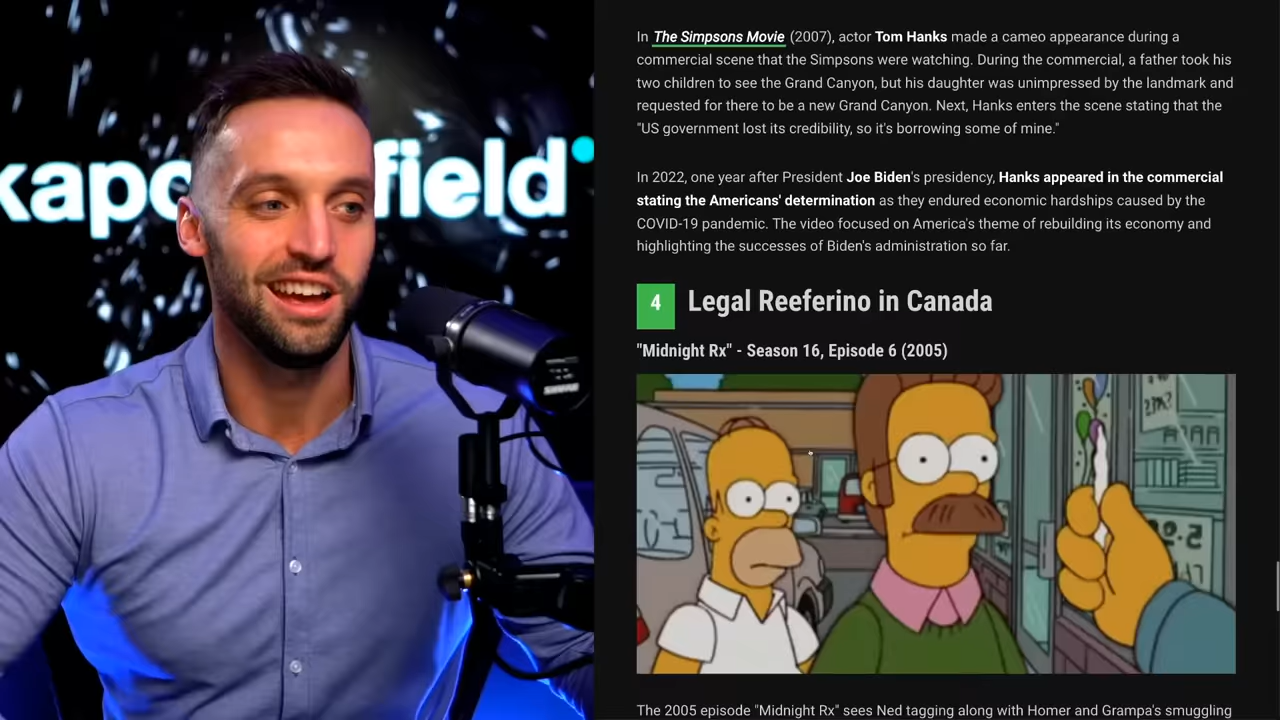 kapo field
In The Simpsons Movie (2007), actor Tom Hanks made a cameo appearance during a
commercial scene that the Simpsons were watching. During the commercial, a father took his
two children to see the Grand Canyon, but his daughter was unimpressed by the landmark and
requested for there to be a new Grand Canyon. Next, Hanks enters the scene stating that the
"US government lost its credibility, so it's borrowing some of mine."
In 2022, one year after President Joe Biden's presidency, Hanks appeared in the commercial
stating the Americans' determination as they endured economic hardships caused by the
COVID-19 pandemic. The video focused on America's theme of rebuilding its economy and
highlighting the successes of Biden's administration so far.
4 Legal Reeferino in Canada
"Midnight Rx" - Season 16, Episode 6 (2005)
SHURE
The 2005 episode "Midnight Rx" sees Ned tagging along with Homer and Grampa's smuggling